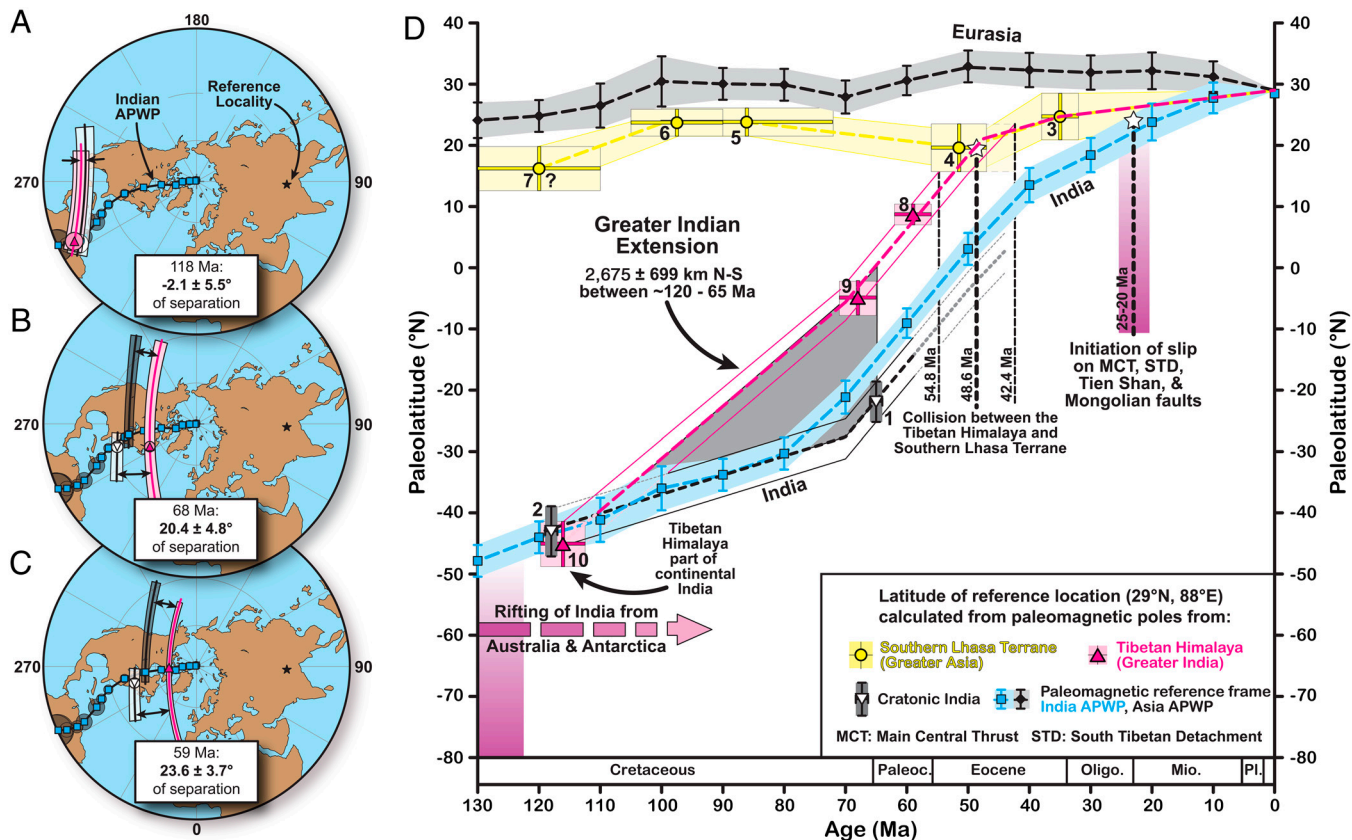 A
180
Indian
APWP
Reference
Locality
270
90
118 Ma:
-2.1 ± 5.5°
of separation
B
270
90
68 Ma:
20.4 ± 4.8°
of separation
C
270
90
59 Ma:
23.6 ± 3.7°
of separation
0
D
40
30
20
10
0
-10
-20
-30
-40
-50
-60
-70
-80
Paleolatitude (°N)
40
30
20
10
0
-10
-20
-30
-40
-50
-60
-70
-80
Paleolatitude (°N)
Eurasia
6
5
7
?
4
3
8
9
India
Greater Indian
Extension
2,675 ± 699 km N-S
between ~120 - 65 Ma
54.8 Ma
48.6 Ma
42.4 Ma
25-20 Ma
Initiation of slip
on MCT, STD,
Tien Shan, &
Mongolian faults
1
Collision between the
Tibetan Himalaya and
Southern Lhasa Terrane
India
2
10
Tibetan
Himalaya
part of
continental
India
Rifting of India from
Australia & Antarctica
Latitude of reference location (29°N, 88°E)
calculated from paleomagnetic poles from:
Southern Lhasa Terrane
(Greater Asia)
Tibetan Himalaya
(Greater India)
Cratonic India
Paleomagnetic reference frame
India APWP, Asia APWP
MCT: Main Central Thrust STD: South Tibetan Detachment
Cretaceous
Paleoc.
Eocene
Oligo.
Mio.
Pl.
130 120 110 100 90 80 70 60 50 40 30 20 10 0
Age (Ma)